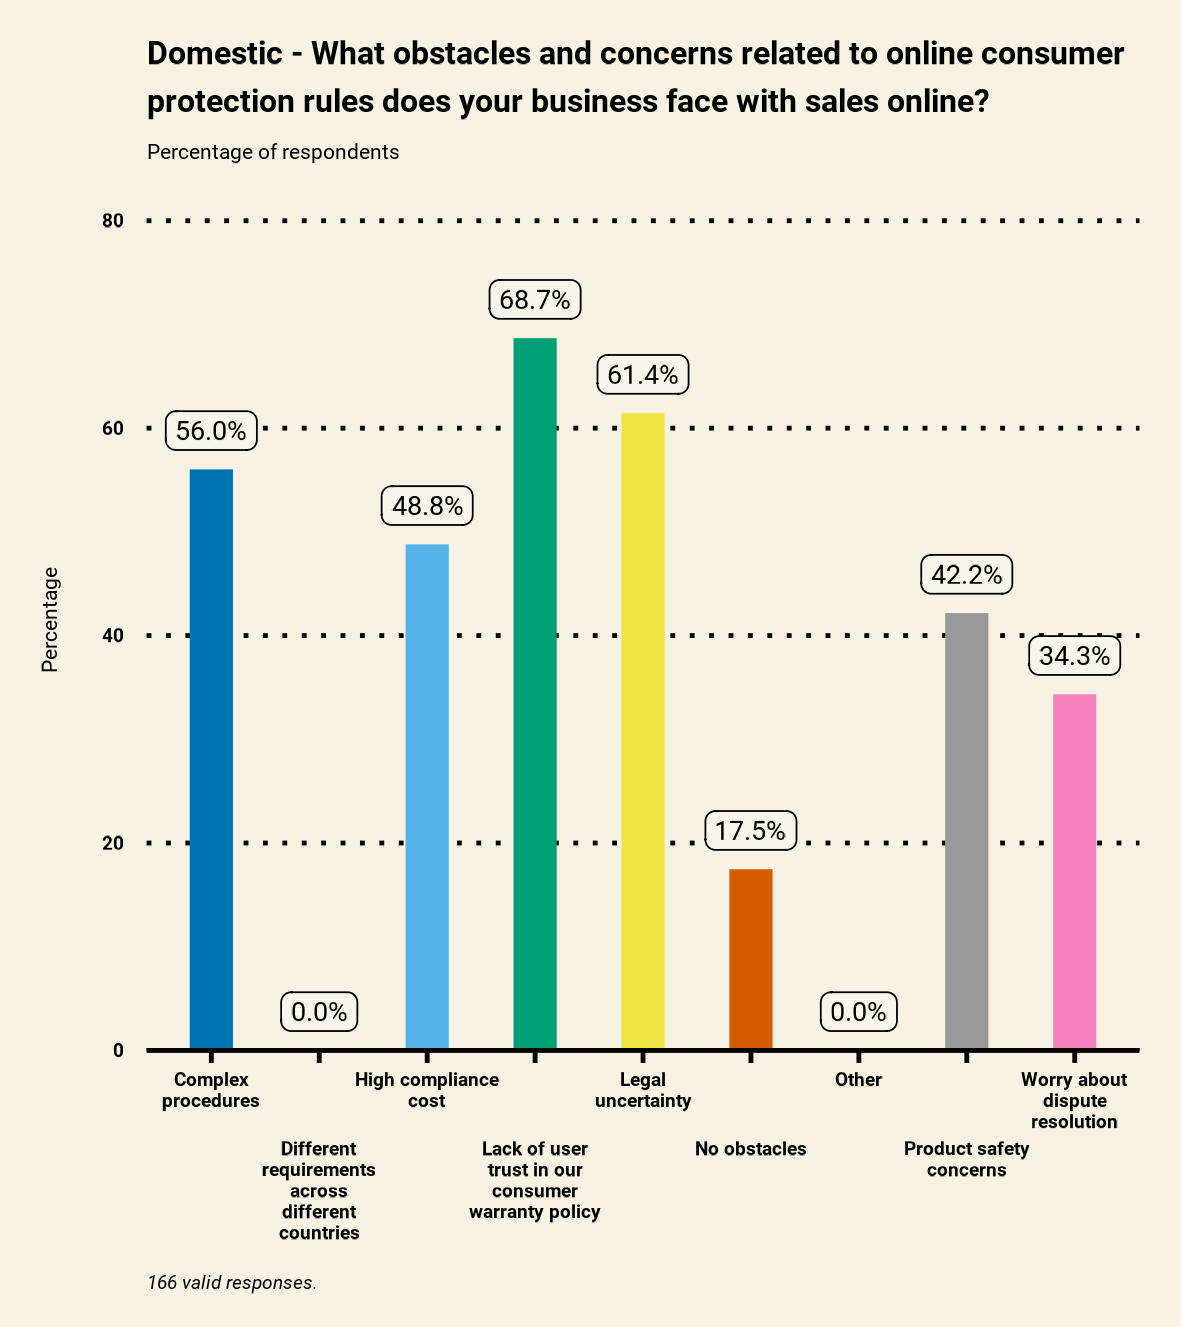 Domestic - What obstacles and concerns related to online consumer
protection rules does your business face with sales online?
Percentage of respondents
Percentage
80
60
40
20
0
56.0%
0.0%
48.8%
68.7%
61.4%
17.5%
0.0%
42.2%
34.3%
Complex
procedures
Different
requirements
across
different
countries
High compliance
cost
Lack of user
trust in our
consumer
warranty policy
Legal
uncertainty
No obstacles
Other
Product safety
concerns
Worry about
dispute
resolution
166 valid responses.